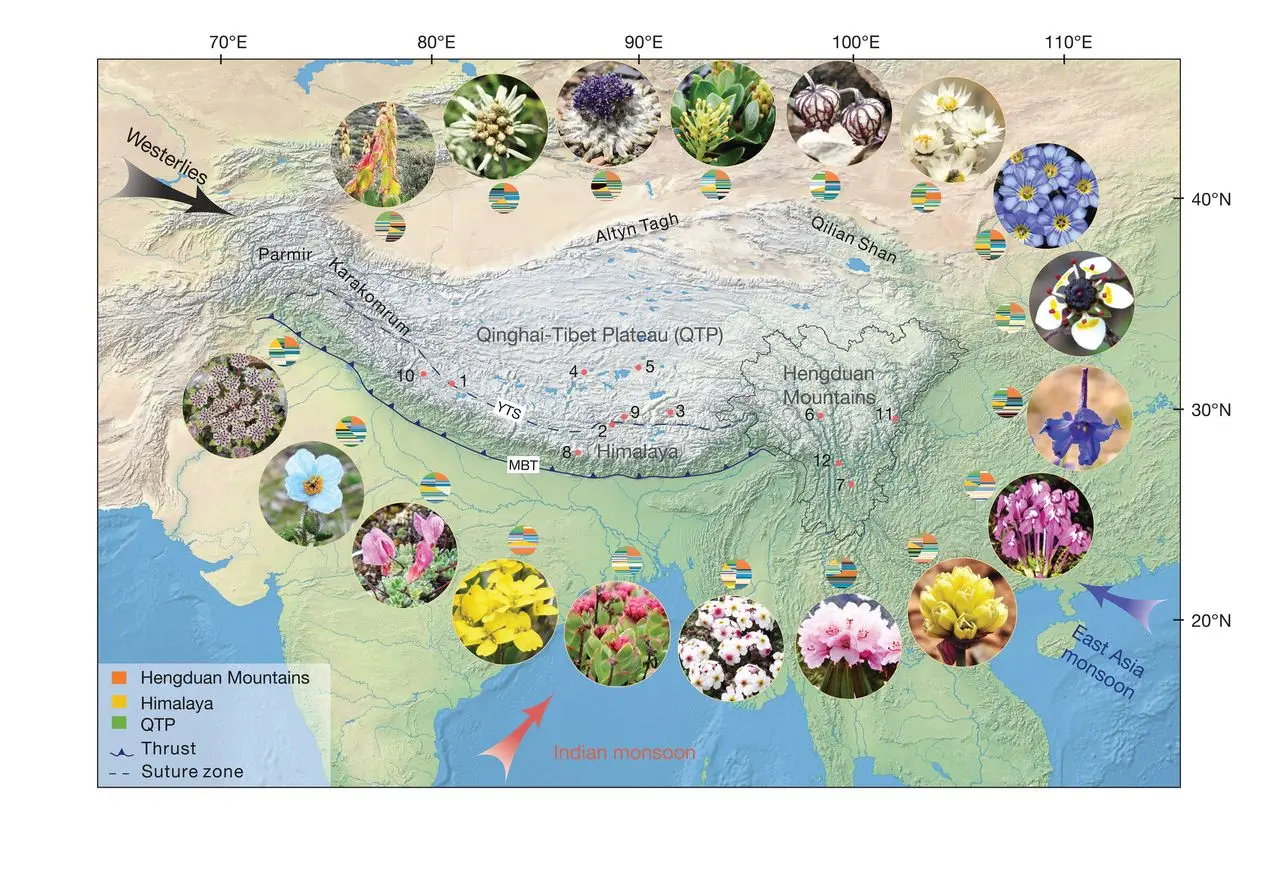 70°E
80°E
90°E
100°E
110°E
Westerlies
40°N
Altyn Tagh
Qilian Shan
Parmir
Karakomrum
Qinghai-Tibet Plateau (QTP)
4
5
Hengduan
Mountains
10
1
YTS
9
3
6
11
30°N
2
8
Himalaya
MBT
12
7
20°N
East Asia
monsoon
Indian monsoon
Hengduan Mountains
Himalaya
QTP
Thrust
Suture zone